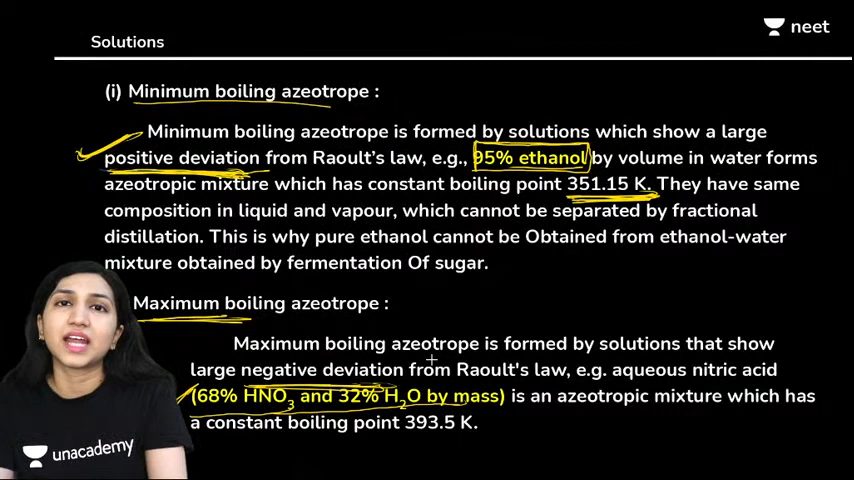 Solutions
neet
(i) Minimum boiling azeotrope :
Minimum boiling azeotrope is formed by solutions which show a large
positive deviation from Raoult's law, e.g., 95% ethanol by volume in water forms
azeotropic mixture which has constant boiling point 351.15 K. They have same
composition in liquid and vapour, which cannot be separated by fractional
distillation. This is why pure ethanol cannot be Obtained from ethanol-water
mixture obtained by fermentation Of sugar.
Maximum boiling azeotrope :
Maximum boiling azeotrope is formed by solutions that show
large negative deviation from Raoult's law, e.g. aqueous nitric acid
(68% HNO3 and 32% H2O by mass) is an azeotropic mixture which has
a constant boiling point 393.5 K.
unacademy